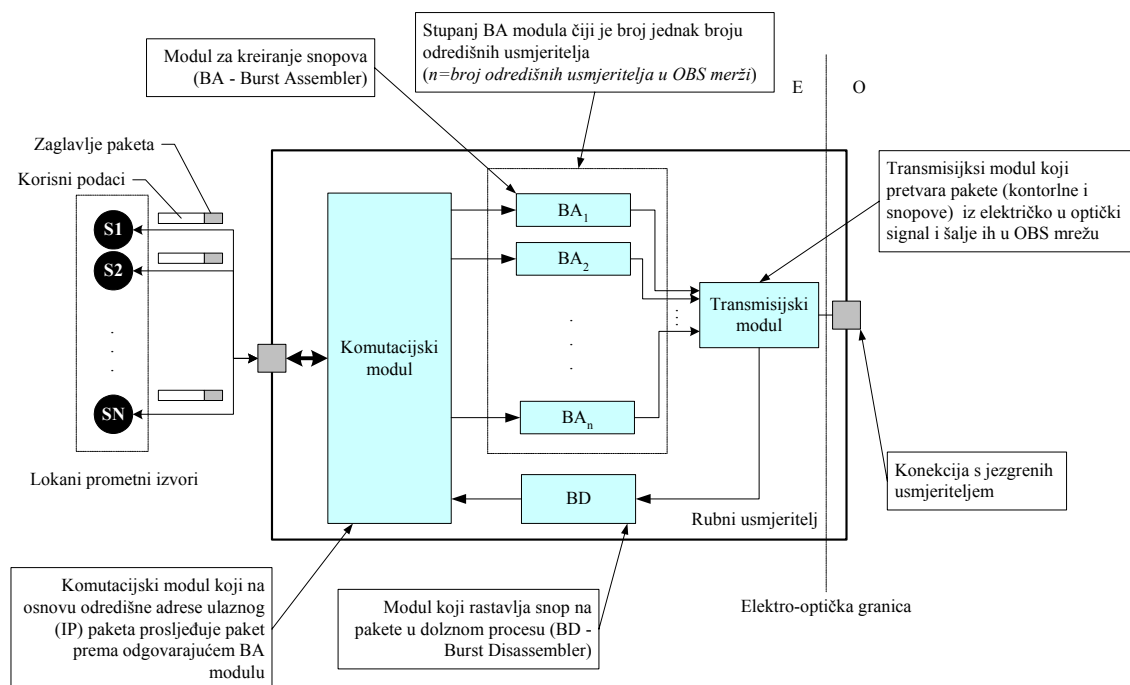 Modul za kreiranje snopova
(BA - Burst Assembler)
Stupanj BA modula čiji je broj jednak broju
odredišnih usmjeritelja
(n=broj odredišnih usmjeritelja u OBS merži)
E
O
Zaglavlje paketa
Korisni podaci
S1
S2
.
.
.
SN
Lokani prometni izvori
Komutacijski
modul
BA1
BA2
.
.
.
BAn
BD
Transmisijski
modul
Rubni usmjeritelj
Transmisijksi modul koji
pretvara pakete (kontorlne i
snopove) iz električko u optički
signal i šalje ih u OBS mrežu
Konekcija s jezgrenih
usmjeriteljem
Elektro-optička granica
Komutacijski modul koji na
osnovu odredišne adrese ulaznog
(IP) paketa prosljeđuje paket
prema odgovarajućem BA
modulu
Modul koji rastavlja snop na
pakete u dolznom procesu (BD -
Burst Disassembler)